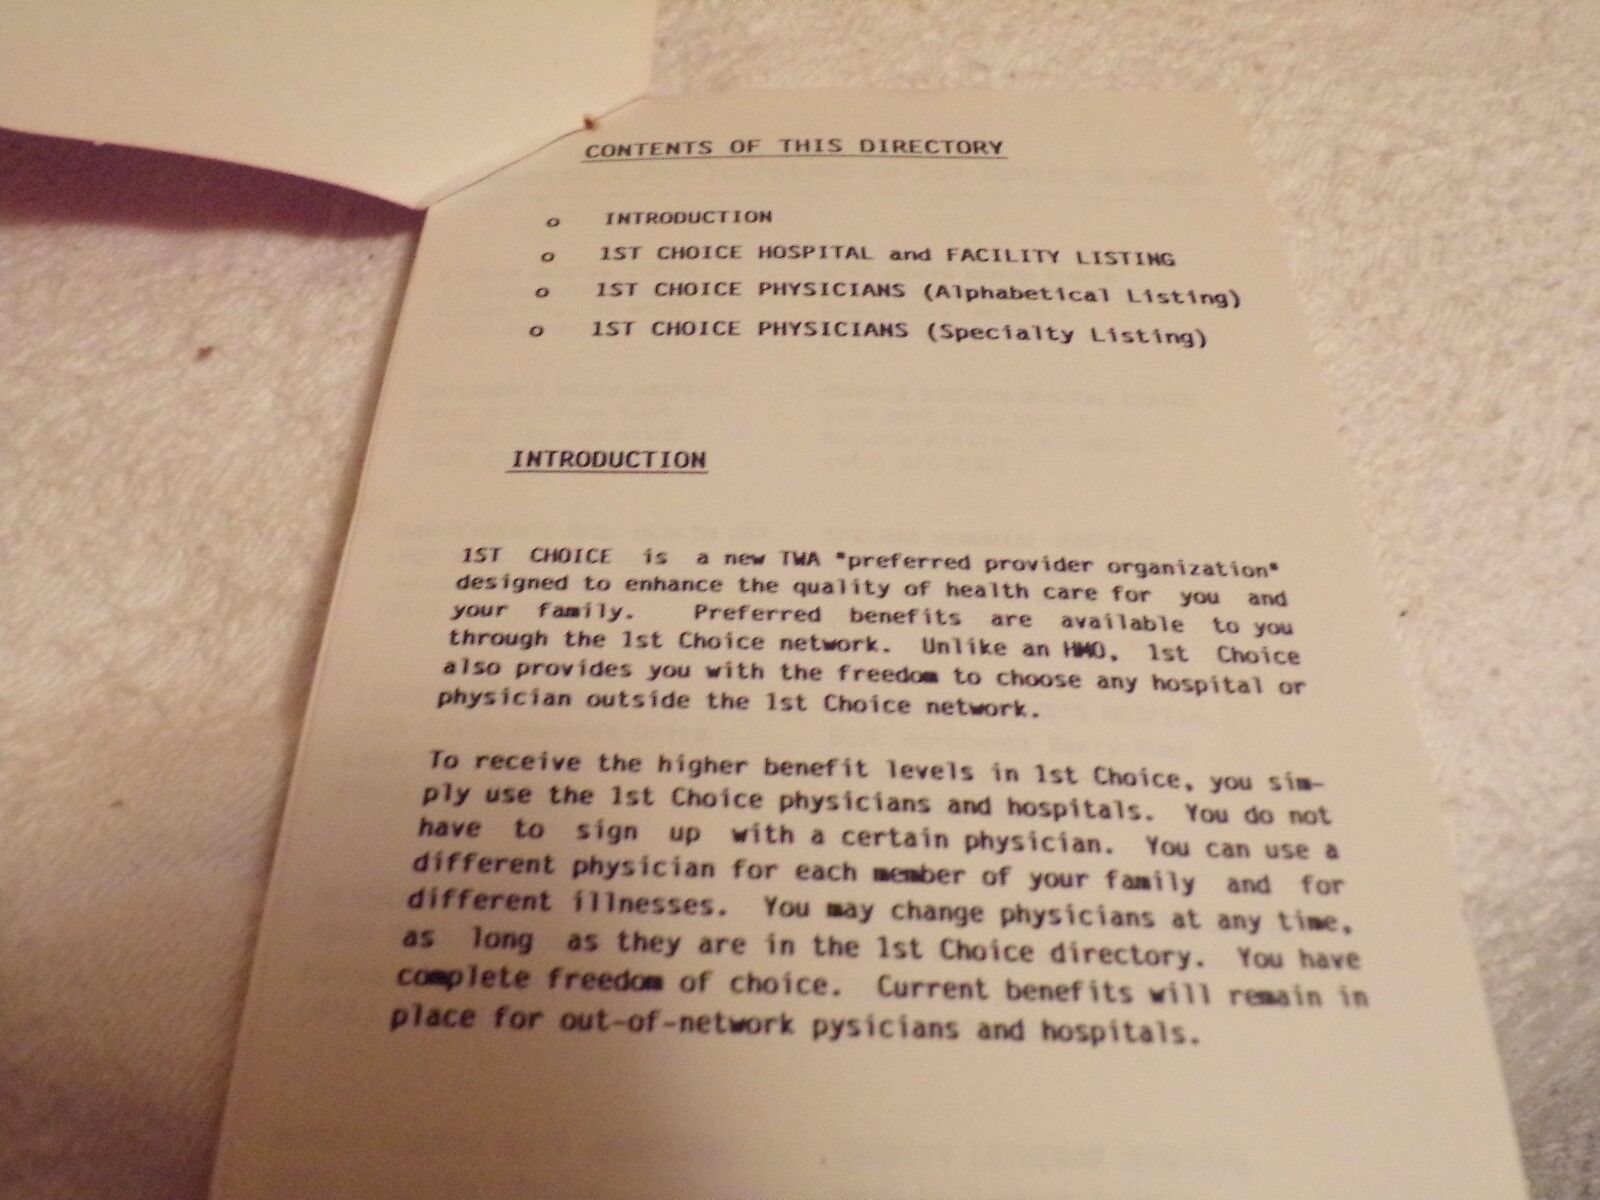 CONTENTS OF THIS DIRECTORY
o INTRODUCTION
o 1ST CHOICE HOSPITAL and FACILITY LISTING
o 1ST CHOICE PHYSICIANS (Alphabetical Listing)
o 1ST CHOICE PHYSICIANS (Specialty Listing)
INTRODUCTION
1ST CHOICE is a new TWA "preferred provider organization"
designed to enhance the quality of health care for you and
your family. Preferred benefits are available to you
through the 1st Choice network. Unlike an HMO, 1st Choice
also provides you with the freedom to choose any hospital or
physician outside the 1st Choice network.
To receive the higher benefit levels in 1st Choice, you sim-
ply use the 1st Choice physicians and hospitals. You do not
have to sign up with a certain physician. You can use a
different physician for each member of your family and for
different illnesses. You may change physicians at any time,
as long as they are in the 1st Choice directory. You have
complete freedom of choice. Current benefits will remain in
place for out-of-network pysicians and hospitals.